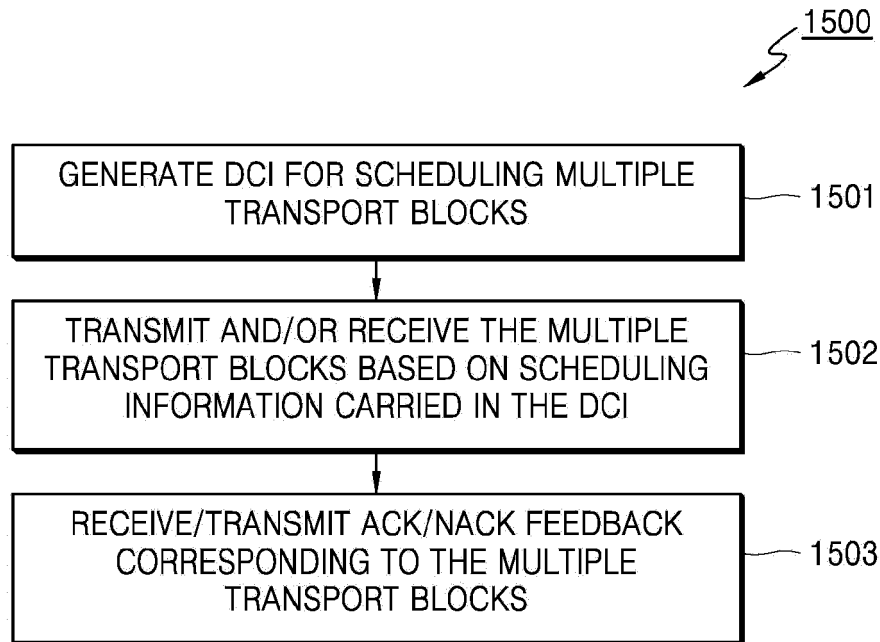 1500
GENERATE DCI FOR SCHEDULING MULTIPLE
TRANSPORT BLOCKS
1501
TRANSMIT AND/OR RECEIVE THE MULTIPLE
TRANSPORT BLOCKS BASED ON SCHEDULING
INFORMATION CARRIED IN THE DCI
1502
RECEIVE/TRANSMIT ACK/NACK FEEDBACK
CORRESPONDING TO THE MULTIPLE
TRANSPORT BLOCKS
1503